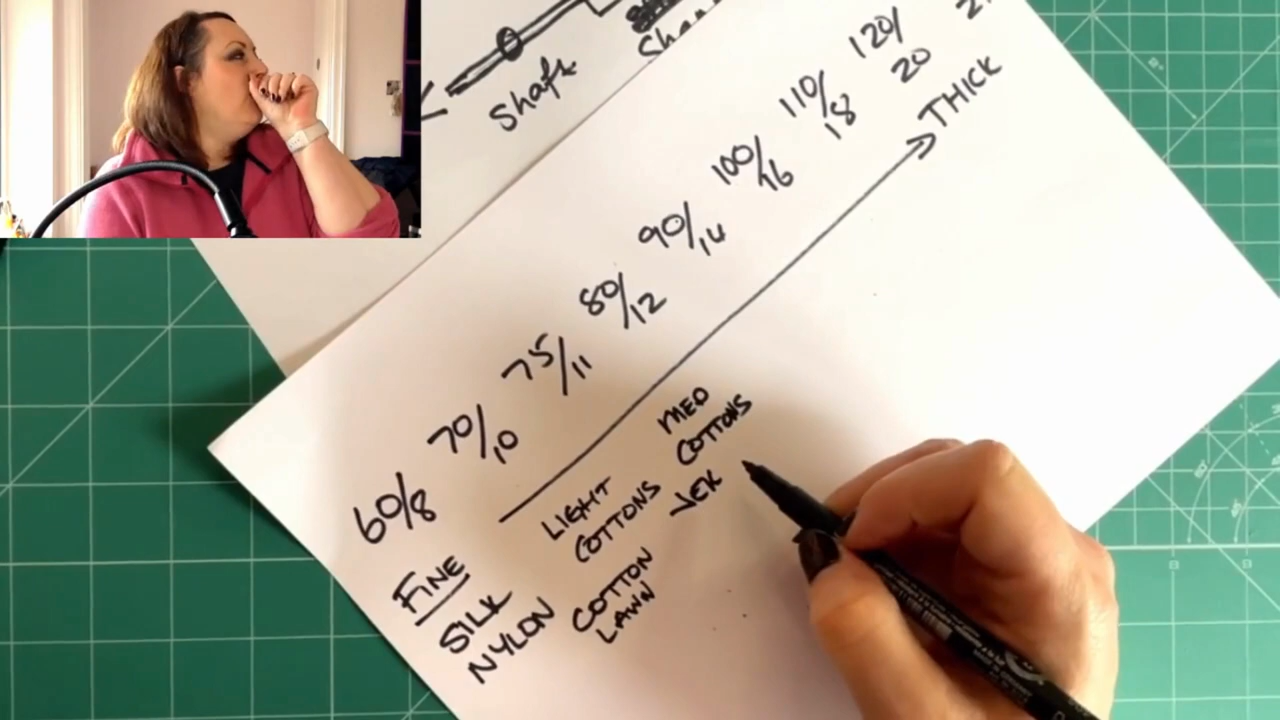 Shaft
60/8
70/10
75/11
80/12
90/14
100/16
110/18
120/
20
THICK
FINE
SILK
NYLON
LIGHT
COTTONS
COTTON
LAWN
MED
COTTONS
JER